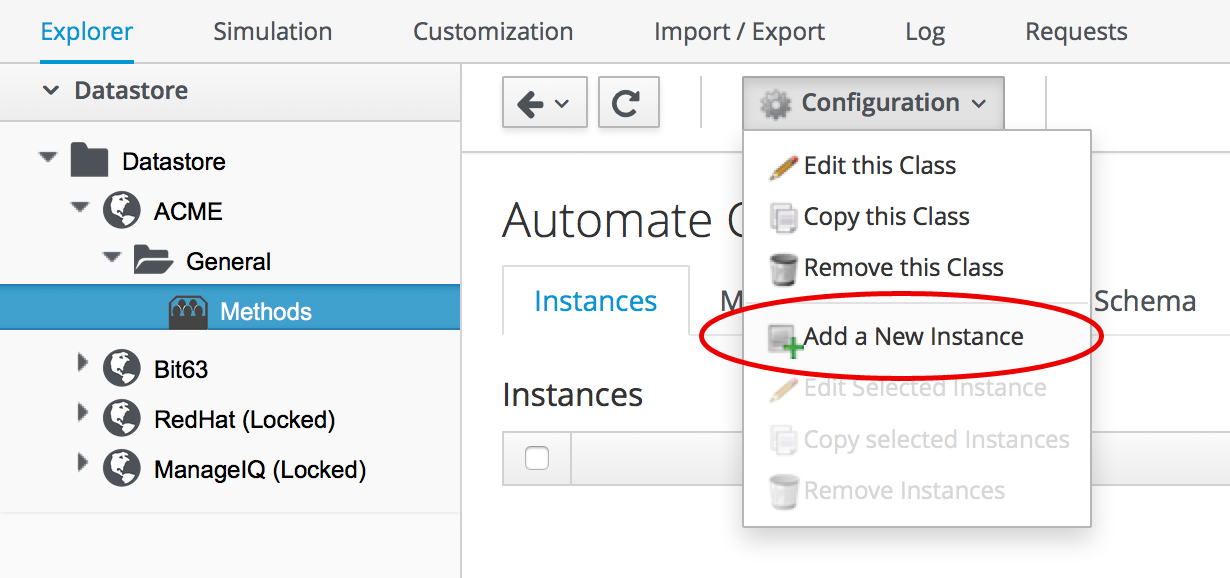 Explorer Simulation Customization Import / Export Log Requests
Datastore
Configuration
Datastore
ACME
General
Methods
Bit63
RedHat (Locked)
ManageIQ (Locked)
Edit this Class
Copy this Class
Remove this Class
Add a New Instance
Edit Selected Instance
Copy selected Instances
Remove Instances
Automate
Instances
Schema
Instances